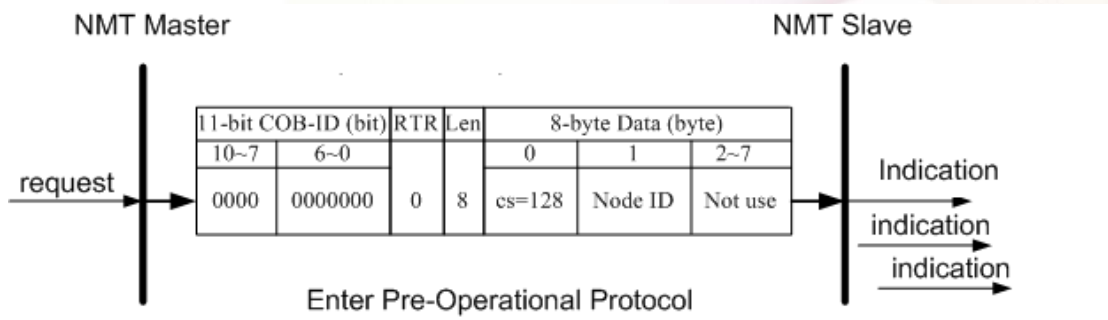 NMT Master
NMT Slave
11-bit COB-ID (bit) RTR Len 8-byte Data (byte)
10~7 6~0 0 1 2~7
request
0000 0000000 0 8 cs=128 Node ID Not use
Indication
indication
indication
Enter Pre-Operational Protocol